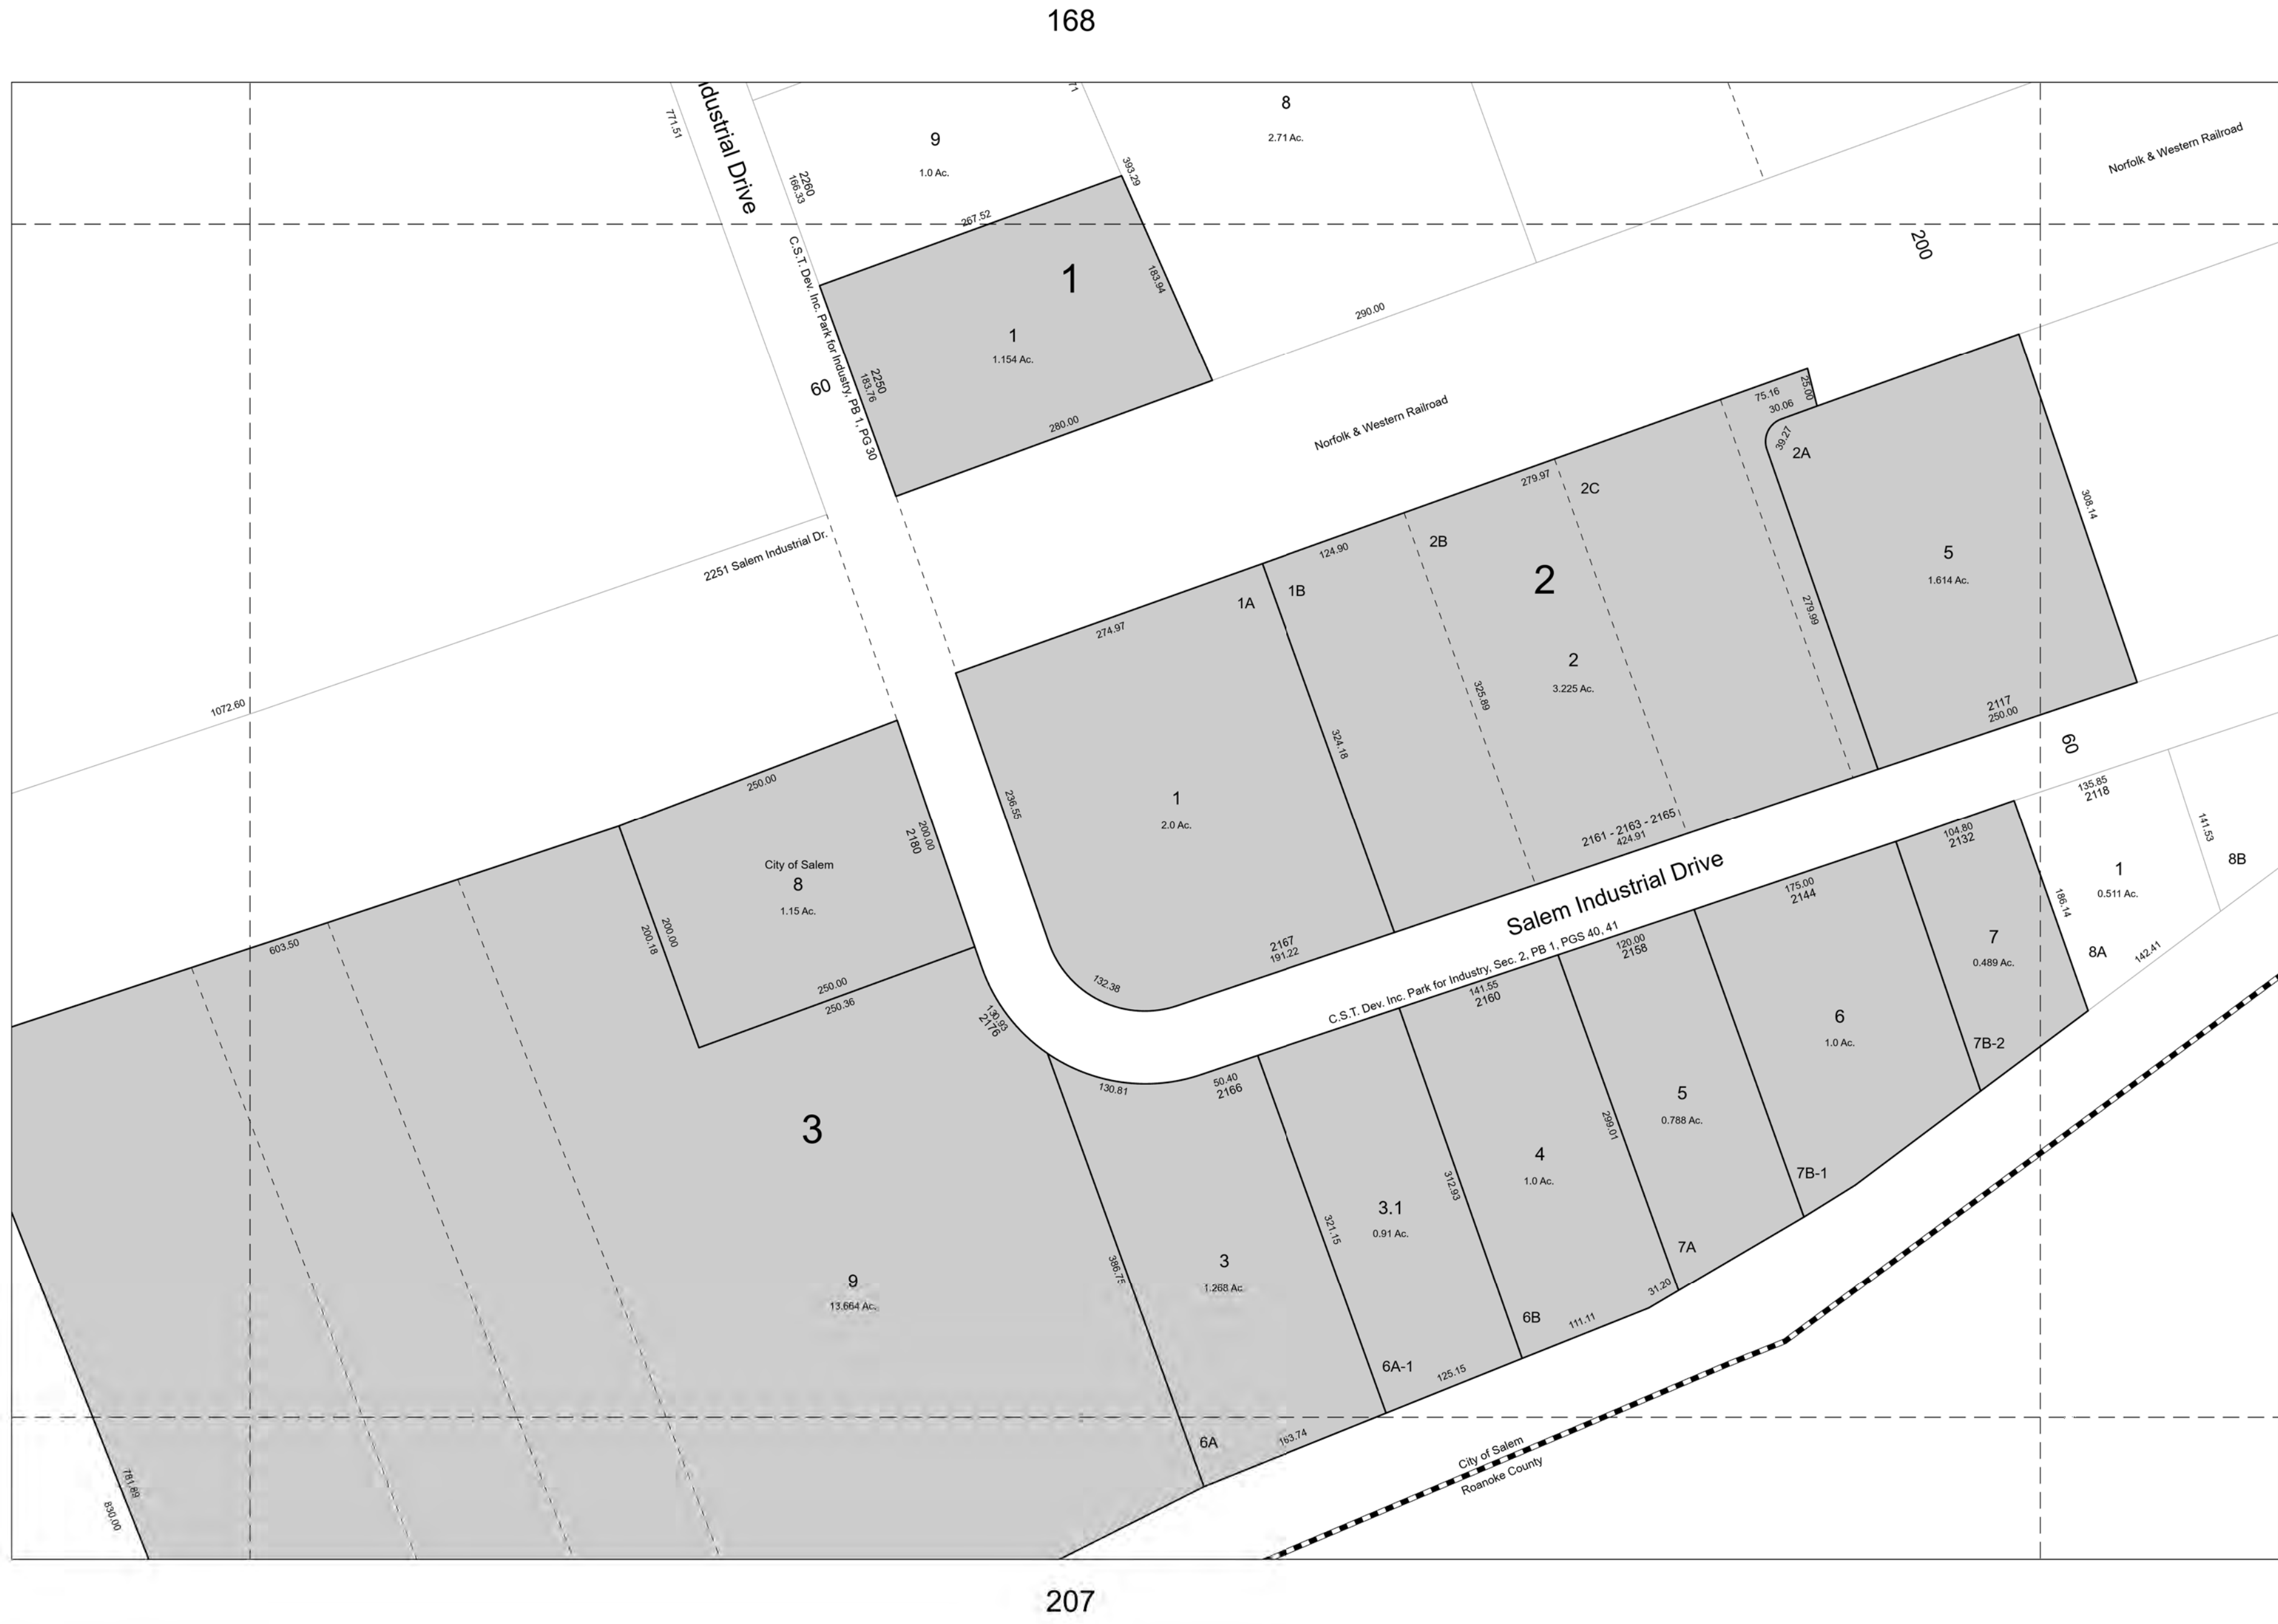 168
dustrial Drive
771.51
9
1.0 Ac.
71
8
2.71 Ac.
393.29
2260
166.33
Norfolk & Western Railroad
267.52
C.S.T. Dev. Inc. Park for Industry, PB 1, PG 30
1
183.94
1
1.154 Ac.
2250
183.76
280.00
60
290.00
200
Norfolk & Western Railroad
2251 Salem Industrial Dr.
1072.60
75.16
25.00
30.06
39.27
2A
279.97
2C
2B
124.90
1B
1A
274.97
2
2
3.225 Ac.
325.89
324.18
279.99
5
1.614 Ac.
308.14
2117
250.00
60
236.55
1
2.0 Ac.
2161 - 2163 - 2165
424.91
2167
191.22
132.38
Salem Industrial Drive
C.S.T. Dev. Inc. Park for Industry, Sec. 2, PB 1, PGS 40, 41
250.00
City of Salem
8
1.15 Ac.
200.00
2180
200.00
200.18
250.00
250.36
603.50
130.93
2176
130.81
50.40
2166
141.55
2160
120.00
2158
175.00
2144
104.80
2132
135.85
2118
141.53
8B
1
0.511 Ac.
186.14
8A
142.41
7
0.489 Ac.
7B-2
6
1.0 Ac.
7B-1
5
0.788 Ac.
299.01
7A
31.20
4
1.0 Ac.
312.93
6B
111.11
3.1
0.91 Ac.
321.15
6A-1
125.15
3
1.268 Ac.
386.75
6A
163.74
3
9
13.664 Ac.
781.69
830.00
City of Salem
Roanoke County
207